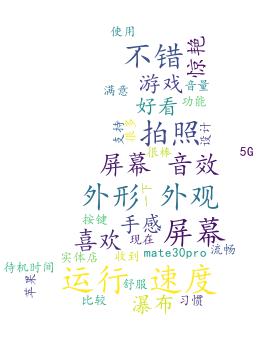 使用
不错
惊艳
游戏
音量
满意
好看
功能
支持
很多
拍照
设计
很棒
5G
屏幕
音效
外形
外观
按键
手感
屏幕
喜欢
现在
实体店
收到
mate30pro
流畅
待机时间
苹果
运行
速度
舒服
比较
瀑布
习惯